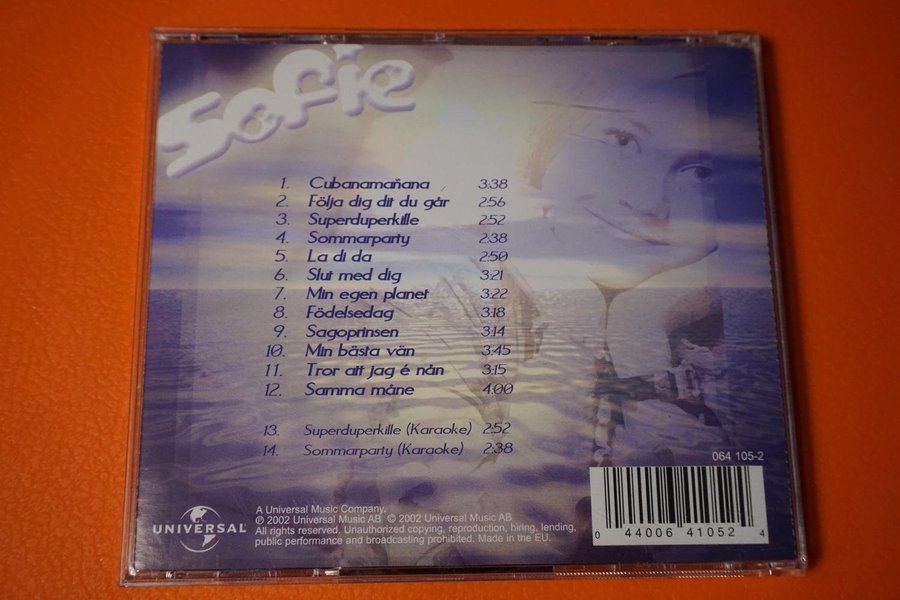 Sofie
1. Cubanamañana 3:38
2. Följa dig dit du går 2:56
3. Superduperkille 2:52
4. Sommarparty 2:38
5. La di da 2:50
6. Slut med dig 3:21
7. Min egen planet 3:22
8. Födelsedag 3:18
9. Sagoprinsen 3:14
10. Min bästa vän 3:45
11. Tror att jag é nån 3:15
12. Samma måne 4:00
13. Superduperkille (Karaoke) 2:52
14. Sommarparty (Karaoke) 2:38
064 105-2
UNIVERSAL
A Universal Music Company.
℗ 2002 Universal Music AB © 2002 Universal Music AB
All rights reserved. Unauthorized copying, reproduction, hiring, lending,
public performance and broadcasting prohibited. Made in the EU.
0 44006 41052 4